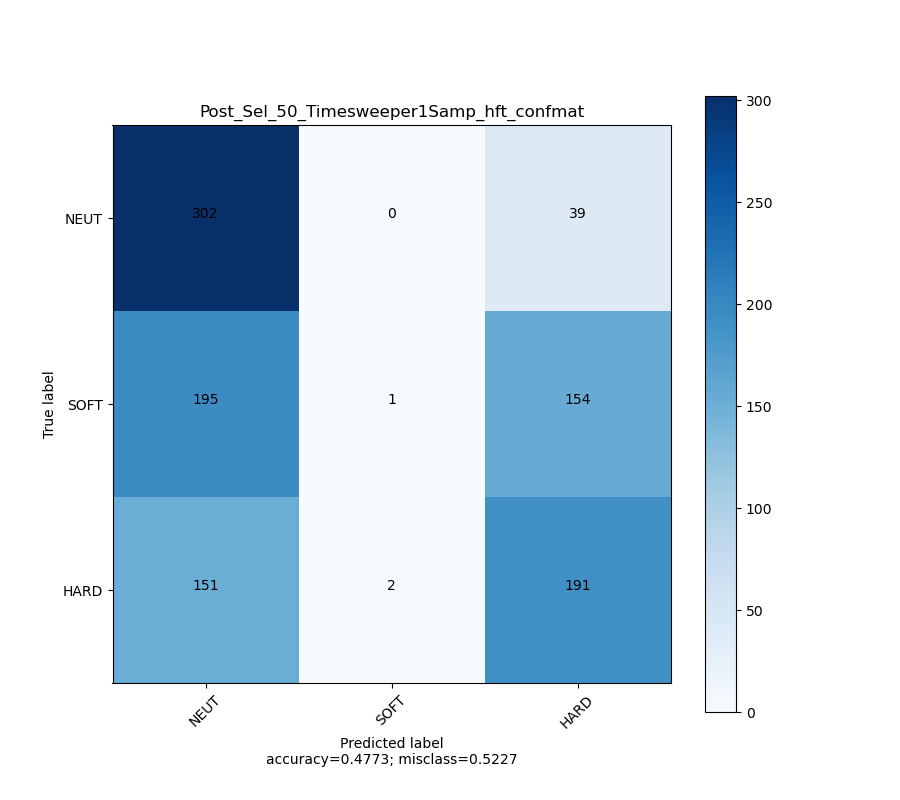 Post_Sel_50_Timesweeper1Samp_hft_confmat
True label
NEUT
302
0
39
SOFT
195
1
154
HARD
151
2
191
NEUT
SOFT
HARD
Predicted label
accuracy=0.4773; misclass=0.5227
300
250
200
150
100
50
0